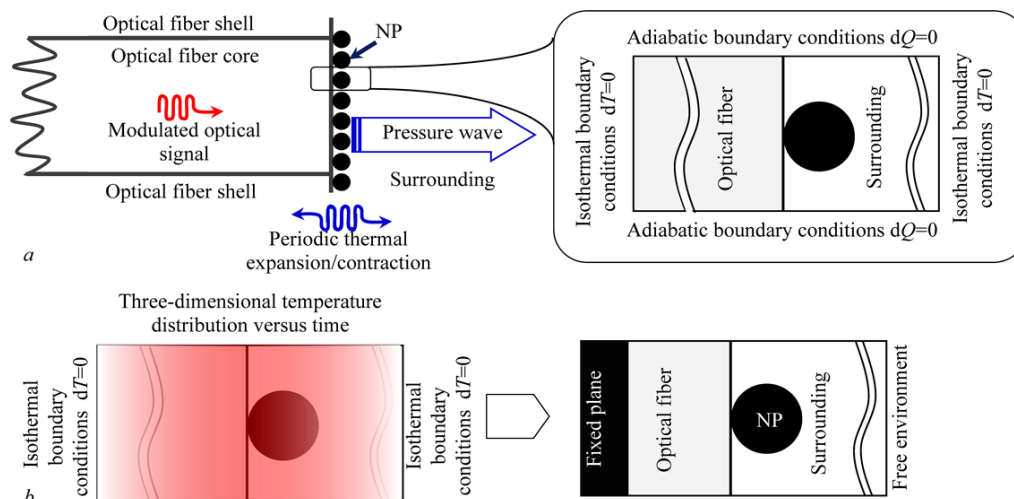 Optical fiber shell
Optical fiber core
NP
Modulated optical
signal
Pressure wave
Optical fiber shell
Surrounding
Periodic thermal
expansion/contraction
a
Adiabatic boundary conditions dQ=0
Isothermal boundary
conditions dT=0
Optical fiber
Surrounding
Isothermal boundary
conditions dT=0
Adiabatic boundary conditions dQ=0
Three-dimensional temperature
distribution versus time
Isothermal
boundary
conditions dT=0
Isothermal
boundary
conditions dT=0
b
Fixed plane
Optical fiber
NP
Surrounding
Free environment